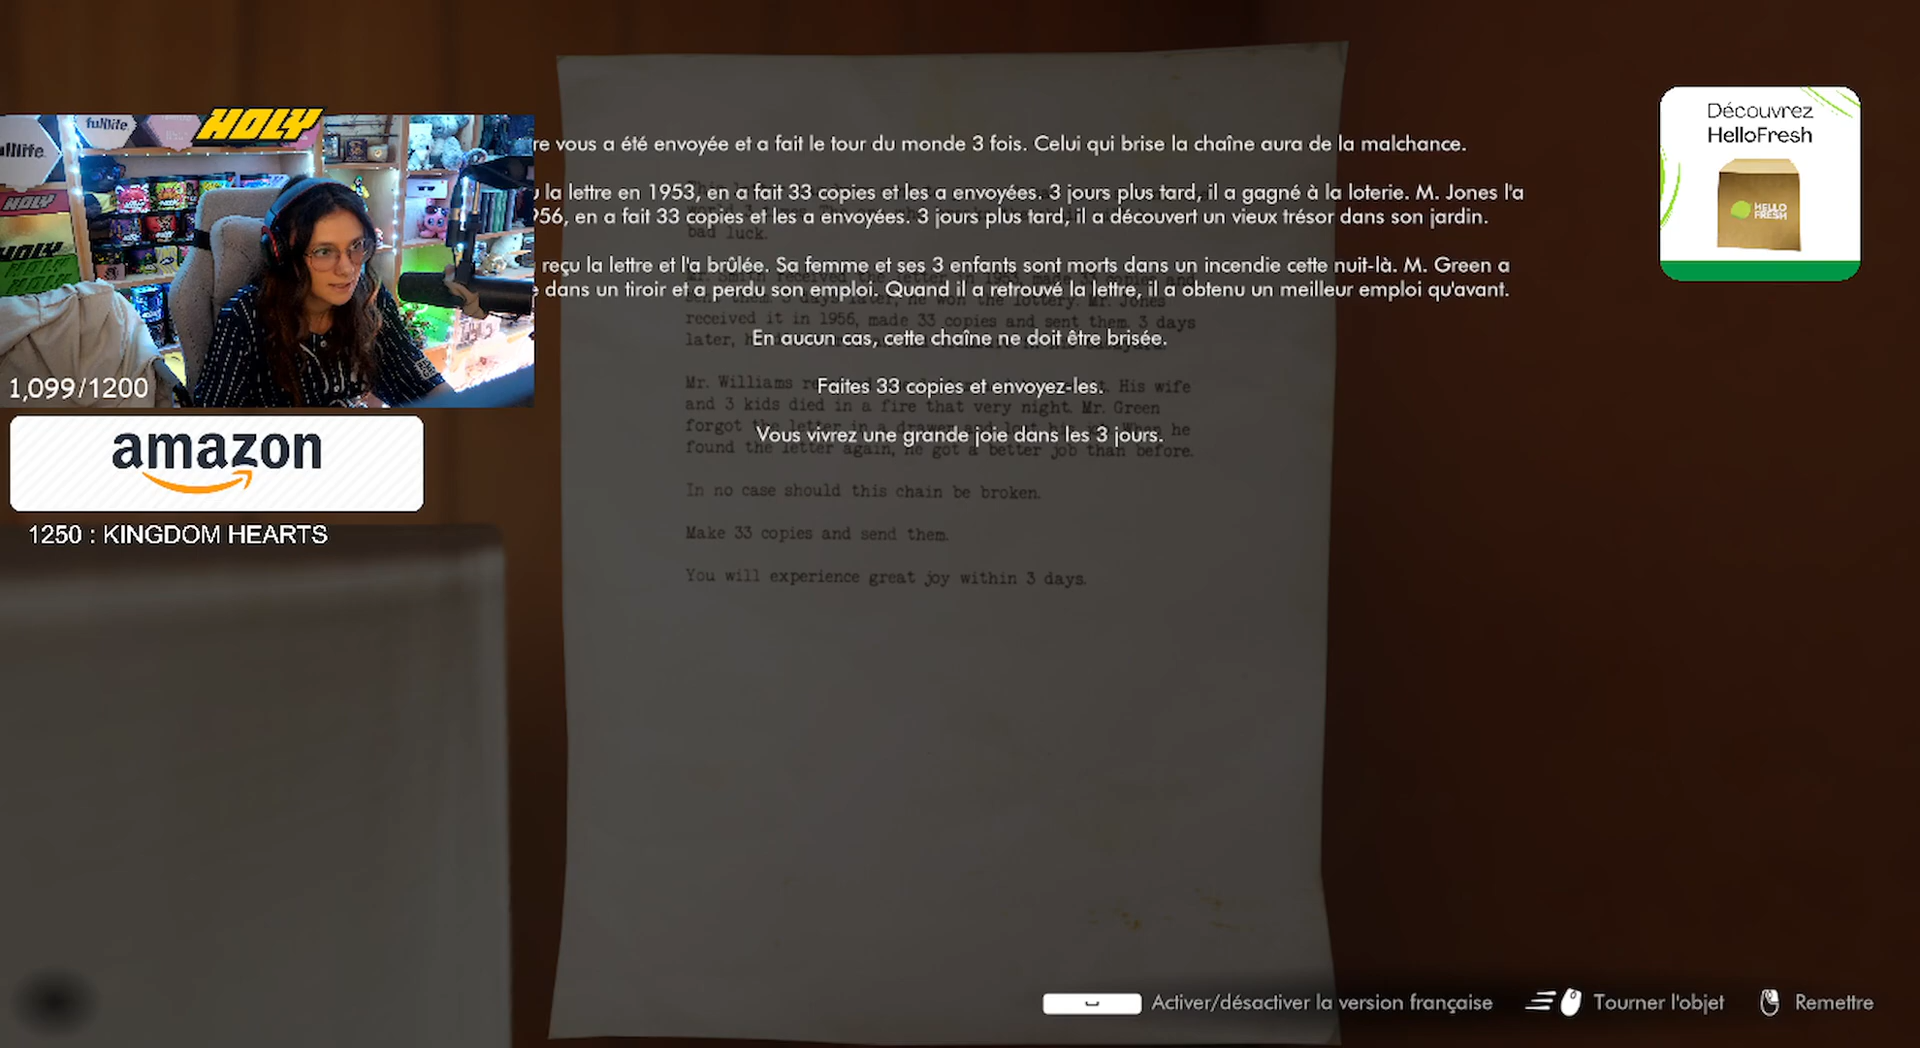 Découvrez
HelloFresh
HELLO
FRESH
HOLY
fulllife
HOLY
re vous a été envoyée et a fait le tour du monde 3 fois. Celui qui brise la chaîne aura de la malchance.
la lettre en 1953, en a fait 33 copies et les a envoyées. 3 jours plus tard, il a gagné à la loterie. M. Jones l'a
956, en a fait 33 copies et les a envoyées. 3 jours plus tard, il a découvert un vieux trésor dans son jardin.
reçu la lettre et l'a brûlée. Sa femme et ses 3 enfants sont morts dans un incendie cette nuit-là. M. Green a
dans un tiroir et a perdu son emploi. Quand il a retrouvé la lettre, il a obtenu un meilleur emploi qu'avant.
En aucun cas, cette chaîne ne doit être brisée.
Faites 33 copies et envoyez-les.
Vous vivrez une grande joie dans les 3 jours.
bad luck.
received it in 1956, made 33 copies and sent them. 3 days
later,
Mr. Williams His wife
and 3 kids died in a fire that very night. Mr. Green
forgot the letter in a drawer and he
found the letter again, he got a better job than before.
In no case should this chain be broken.
Make 33 copies and send them.
You will experience great joy within 3 days.
1,099/1200
amazon
1250 : KINGDOM HEARTS
Activer/désactiver la version française
Tourner l'objet
Remettre